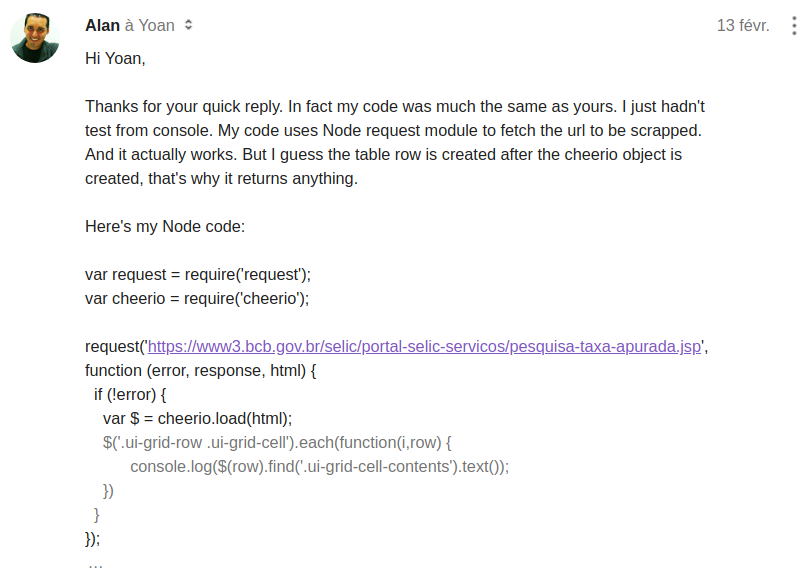 Alan à Yoan
13 févr.
Hi Yoan,
Thanks for your quick reply. In fact my code was much the same as yours. I just hadn't
test from console. My code uses Node request module to fetch the url to be scrapped.
And it actually works. But I guess the table row is created after the cheerio object is
created, that's why it returns anything.
Here's my Node code:
var request = require('request');
var cheerio = require('cheerio');
request('https://www3.bcb.gov.br/selic/portal-selic-servicos/pesquisa-taxa-apurada.jsp',
function (error, response, html) {
if (!error) {
var $ = cheerio.load(html);
$('.ui-grid-row .ui-grid-cell').each(function(i,row) {
console.log($(row).find('.ui-grid-cell-contents').text());
})
}
});
...